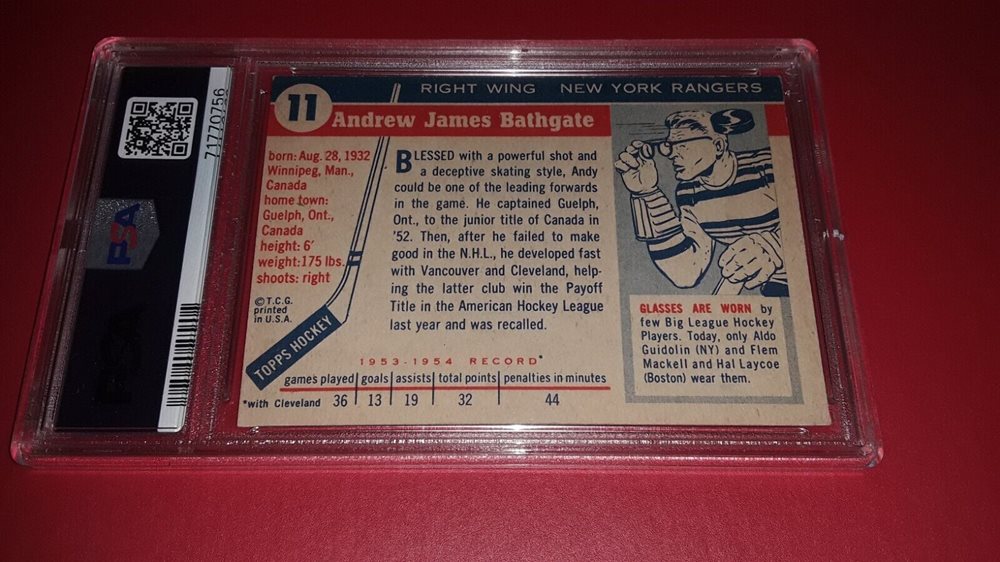 71770756
PSA
11
RIGHT WING NEW YORK RANGERS
Andrew James Bathgate
born: Aug. 28, 1932
Winnipeg, Man.,
Canada
home town:
Guelph, Ont.,
Canada
height: 6'
weight: 175 lbs.
shoots: right
© T.C.G.
printed
in U.S.A.
TOPPS HOCKEY
BLESSED with a powerful shot and
a deceptive skating style, Andy
could be one of the leading forwards
in the game. He captained Guelph,
Ont., to the junior title of Canada in
'52. Then, after he failed to make
good in the N.H.L., he developed fast
with Vancouver and Cleveland, help-
ing the latter club win the Payoff
Title in the American Hockey League
last year and was recalled.
GLASSES ARE WORN by
few Big League Hockey
Players. Today, only Aldo
Guidolin (NY) and Flem
Mackell and Hal Laycoe
(Boston) wear them.
1953-1954 RECORD*
games played goals assists total points penalties in minutes
*with Cleveland 36 13 19 32 44